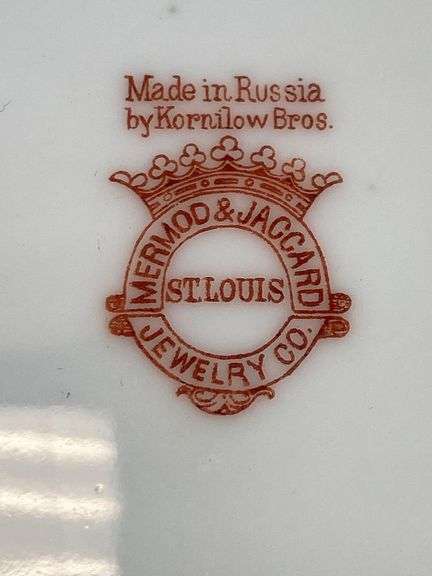 Made in Russia
by Kornilow Bros.
MERMOD & JACCARD
ST. LOUIS
JEWELRY CO.